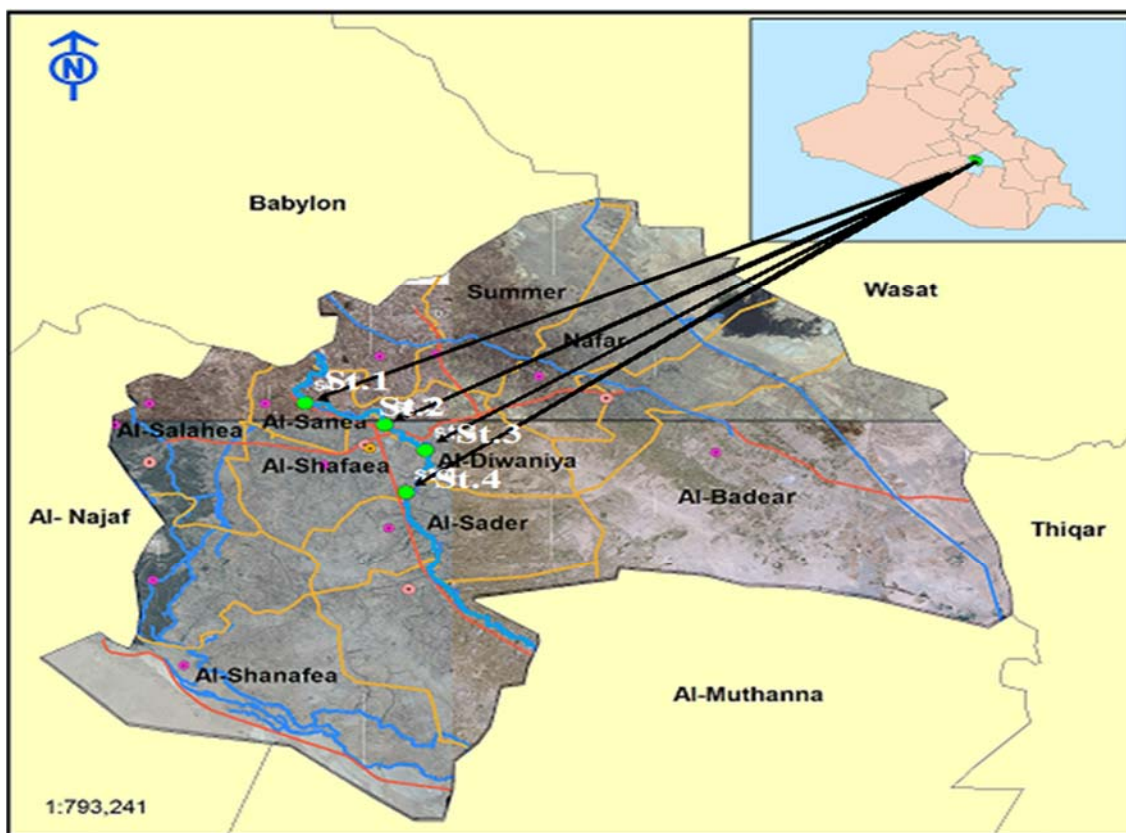 N
Babylon
Wasat
Summer
Nafar
St.1
St.2
Al-Sanea
Al-Salahea
St.3
Al-Diwaniya
Al-Shafaea
St.4
Al-Badear
Al- Najaf
Al-Sader
Thiqar
Al-Shanafea
Al-Muthanna
1:793,241